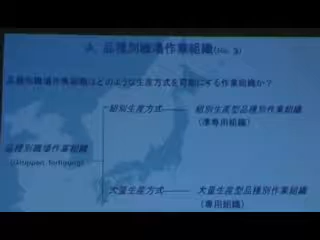 A. 品種別職場作業組織(No. 3)
品種別職場作業組織はどのような生産方式を可能にする作業組織か?
組別生産方式
組別生産型品種別作業組織
(準専用組織)
品種別職場作業組織
大量生産方式
大量生産型品種別作業組織
(専用組織)